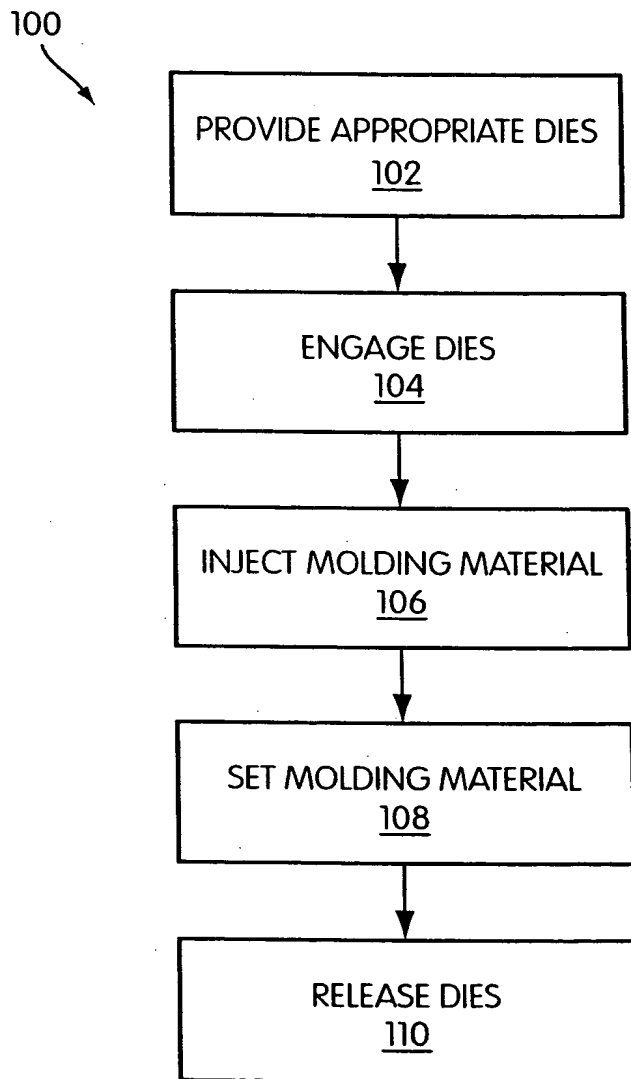 100
PROVIDE APPROPRIATE DIES
102
ENGAGE DIES
104
INJECT MOLDING MATERIAL
106
SET MOLDING MATERIAL
108
RELEASE DIES
110